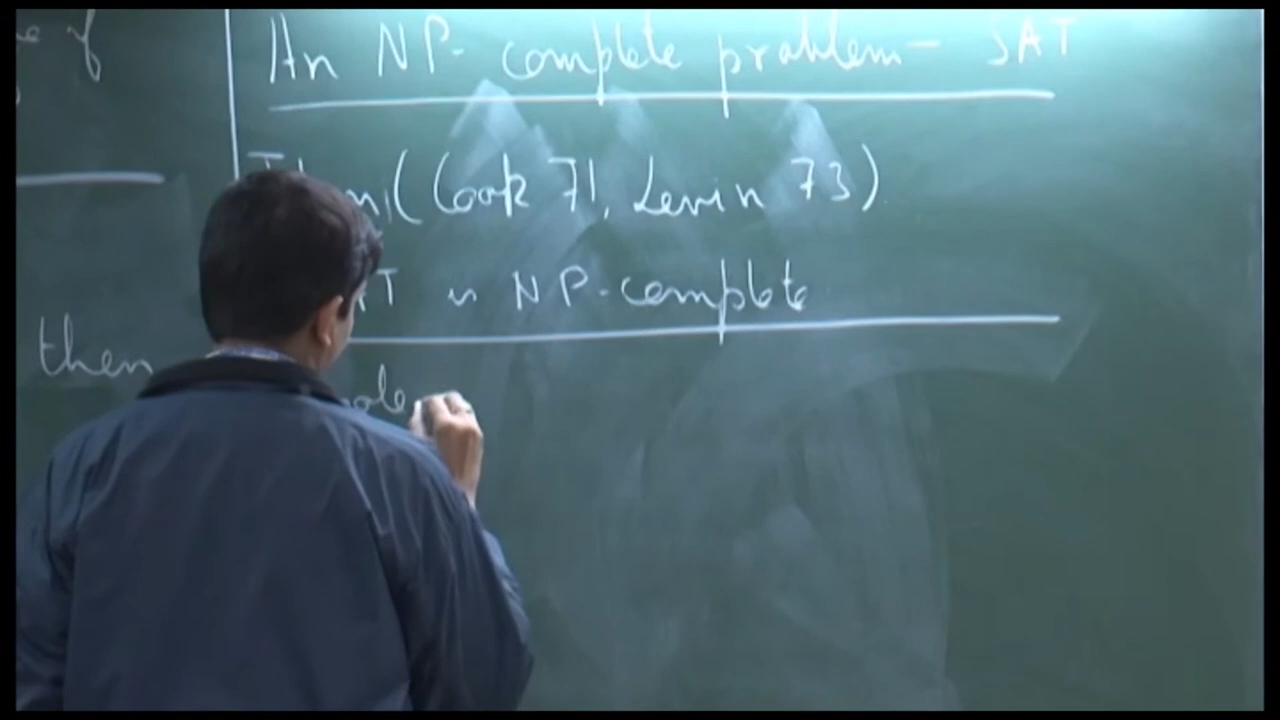 An NP-complete problem - SAT
(Cook 71, Levin 73)
is NP-complete
then